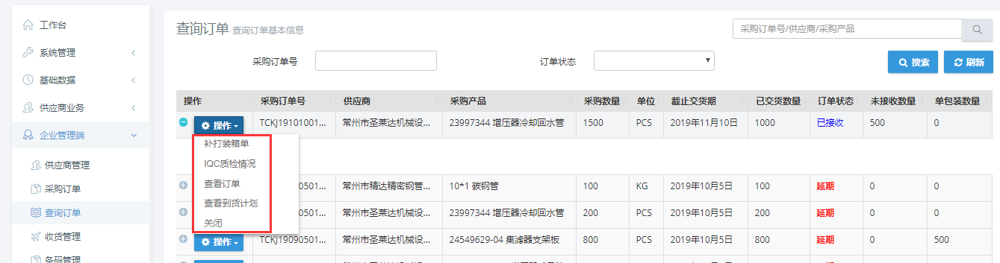 工作台
系统管理
基础数据
供应商业务
企业管理端
供应商管理
采购订单
查询订单
收货管理
条码管理
查询订单 查询订单基本信息
采购订单号/供应商/采购产品
采购订单号 订单状态 搜索 刷新
操作 采购订单号 供应商 采购产品 采购数量 单位 截止交货期 已交货数量 订单状态 未接收数量 单包装数量
操作 TCKJ19101001... 常州市圣莱达机械设... 23997344 增压器冷却回水管 1500 PCS 2019年11月10日 1000 已接收 500 0
补打装箱单
IQC质检情况
查看订单
查看到货计划
关闭
0501... 常州市精达精密钢管... 10*1 碳钢管 100 KG 2019年10月5日 100 延期 0 0
0501... 常州市圣莱达机械设... 23997344 增压器冷却回水管 200 PCS 2019年10月5日 200 延期 0 0
操作 TCKJ19090501... 常州市圣莱达机械设... 24549629-04 集滤器支架板 800 PCS 2019年10月5日 800 延期 0 500